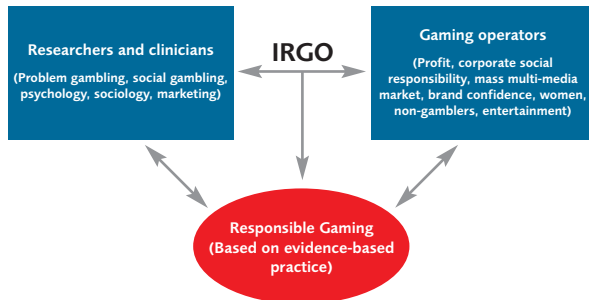 Researchers and clinicians
(Problem gambling, social gambling,
psychology, sociology, marketing)
IRGO
Gaming operators
(Profit, corporate social
responsibility, mass multi-media
market, brand confidence, women,
non-gamblers, entertainment)
Responsible Gaming
(Based on evidence-based
practice)